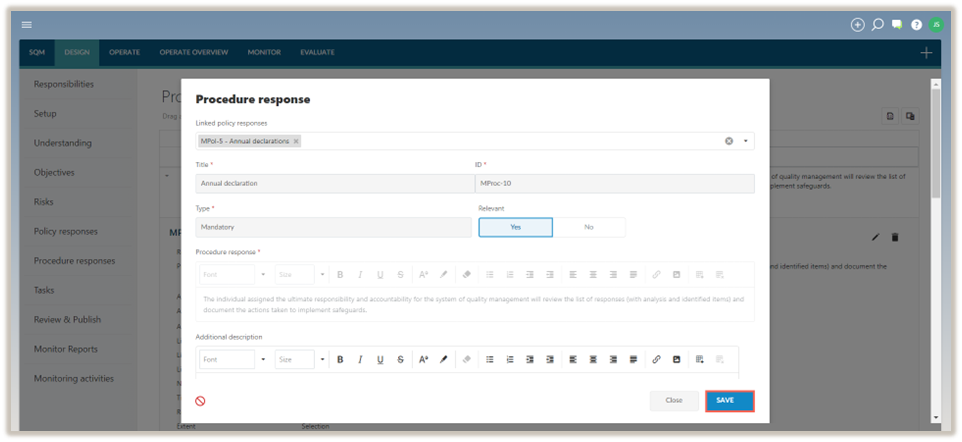 JS
SQM DESIGN OPERATE OPERATE OVERVIEW MONITOR EVALUATE
Responsibilities
Setup
Understanding
Objectives
Risks
Policy responses
Procedure responses
Tasks
Review & Publish
Monitor Reports
Monitoring activities
Procedure response
Linked policy responses
MPol-5 - Annual declarations
Title * ID *
Annual declaration MProc-10
Type * Relevant
Mandatory Yes No
Procedure response *
Font Size B I U S
The individual assigned the ultimate responsibility and accountability for the system of quality management will review the list of responses (with analysis and identified items) and
document the actions taken to implement safeguards.
Additional description
Font Size B I U S
Close SAVE
of quality management will review the list of
implement safeguards.
and identified items) and document the
Extent Selection